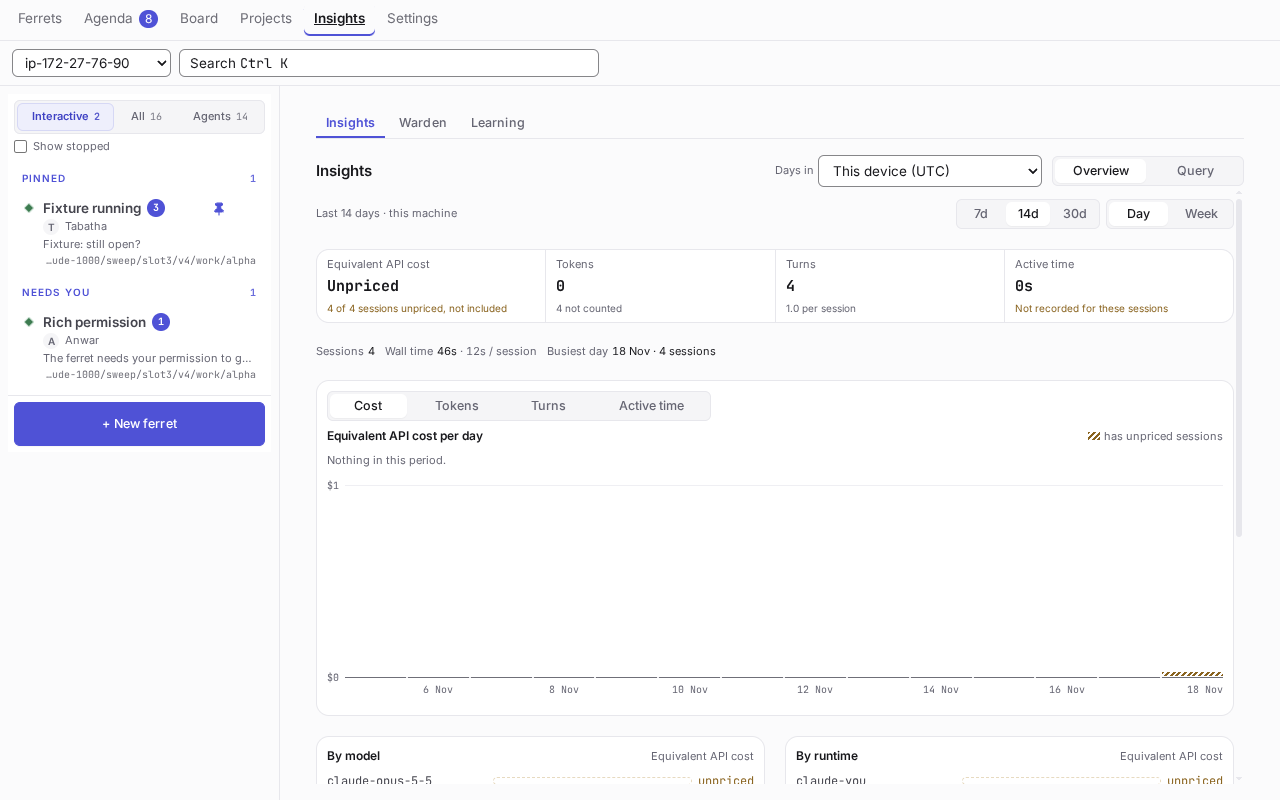 Ferrets Agenda 8 Board Projects Insights Settings
ip-172-27-76-90 Search Ctrl K
Interactive 2 All 16 Agents 14
Show stopped
PINNED 1
Fixture running 3
T Tabatha
Fixture: still open?
…ude-1000/sweep/slot3/v4/work/alpha
NEEDS YOU 1
Rich permission 1
A Anwar
The ferret needs your permission to g…
…ude-1000/sweep/slot3/v4/work/alpha
+ New ferret
Insights Warden Learning
Insights Days in This device (UTC) Overview Query
Last 14 days · this machine 7d 14d 30d Day Week
Equivalent API cost Tokens Turns Active time
Unpriced 0 4 0s
4 of 4 sessions unpriced, not included 4 not counted 1.0 per session Not recorded for these sessions
Sessions 4 Wall time 46s · 12s / session Busiest day 18 Nov · 4 sessions
Cost Tokens Turns Active time
Equivalent API cost per day has unpriced sessions
Nothing in this period.
$1
$0
6 Nov 8 Nov 10 Nov 12 Nov 14 Nov 16 Nov 18 Nov
By model Equivalent API cost By runtime Equivalent API cost
claude-opus-5-5 unpriced claude-you unpriced